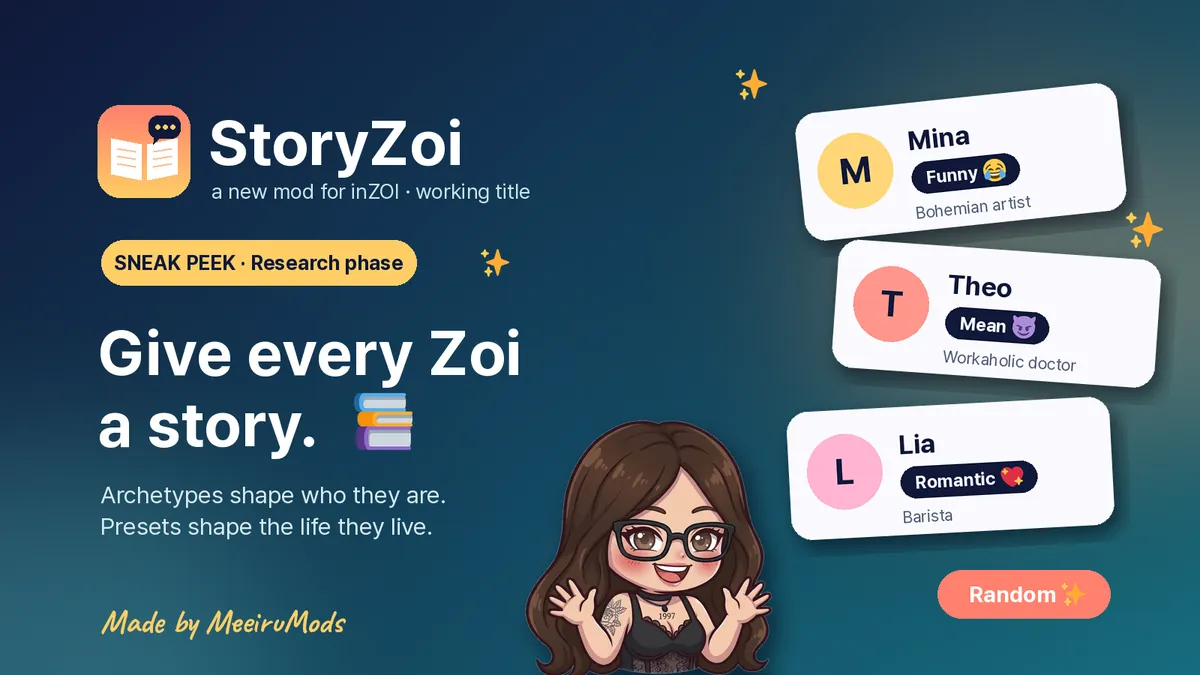 StoryZoi
a new mod for inZOI · working title
SNEAK PEEK · Research phase
Give every Zoi
a story.
Archetypes shape who they are.
Presets shape the life they live.
Made by MeeiruMods
1997
M
Mina
Funny 😂
Bohemian artist
T
Theo
Mean 😈
Workaholic doctor
L
Lia
Romantic 💖
Barista
Random ✨